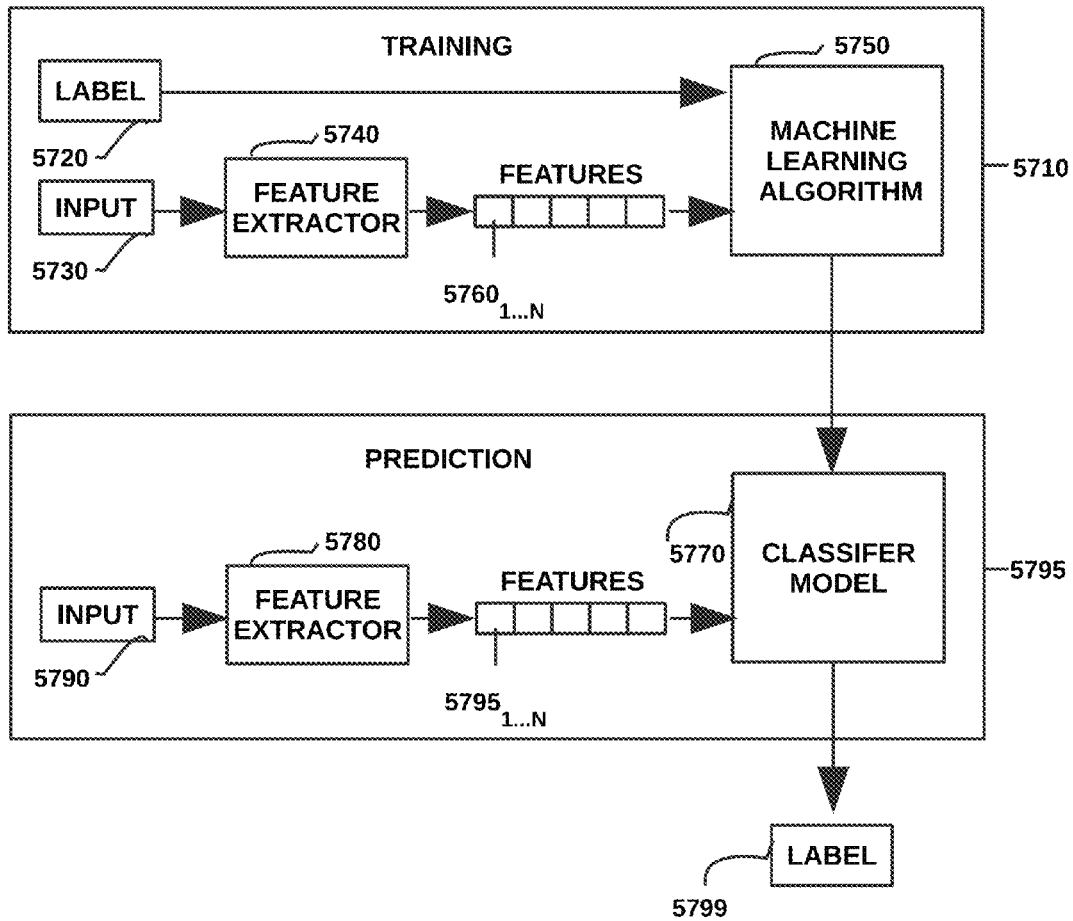 TRAINING
5750
LABEL
5720
5740
MACHINE
LEARNING
ALGORITHM
5710
FEATURES
INPUT
FEATURE
EXTRACTOR
5730
5760
1...N
PREDICTION
5780
5770
CLASSIFER
MODEL
5795
FEATURES
INPUT
FEATURE
EXTRACTOR
5790
5795
1...N
LABEL
5799